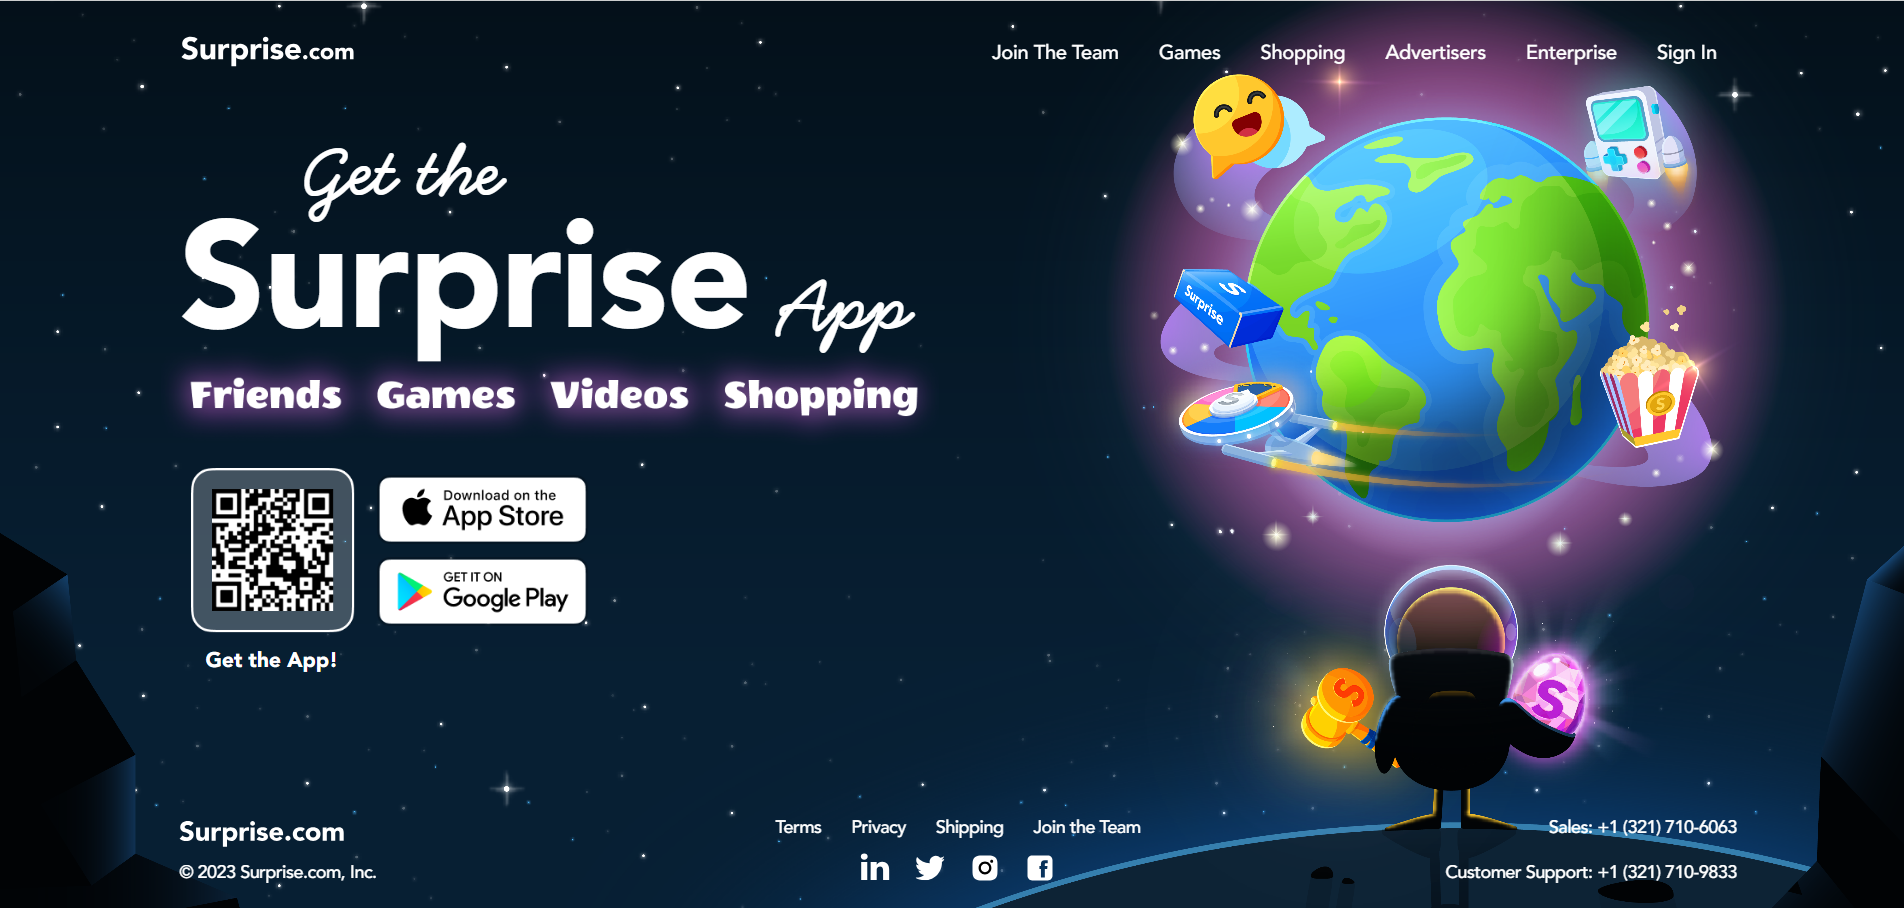 Surprise.com
Join The Team
Games
Shopping
Advertisers
Enterprise
Sign In
Get the
Surprise App
Friends Games Videos Shopping
Download on the
App Store
GET IT ON
Google Play
Get the App!
S
Surprise
S
S
S
S
Surprise.com
© 2023 Surprise.com, Inc.
Terms
Privacy
Shipping
Join the Team
in
Sales: +1 (321) 710-6063
Customer Support: +1 (321) 710-9833